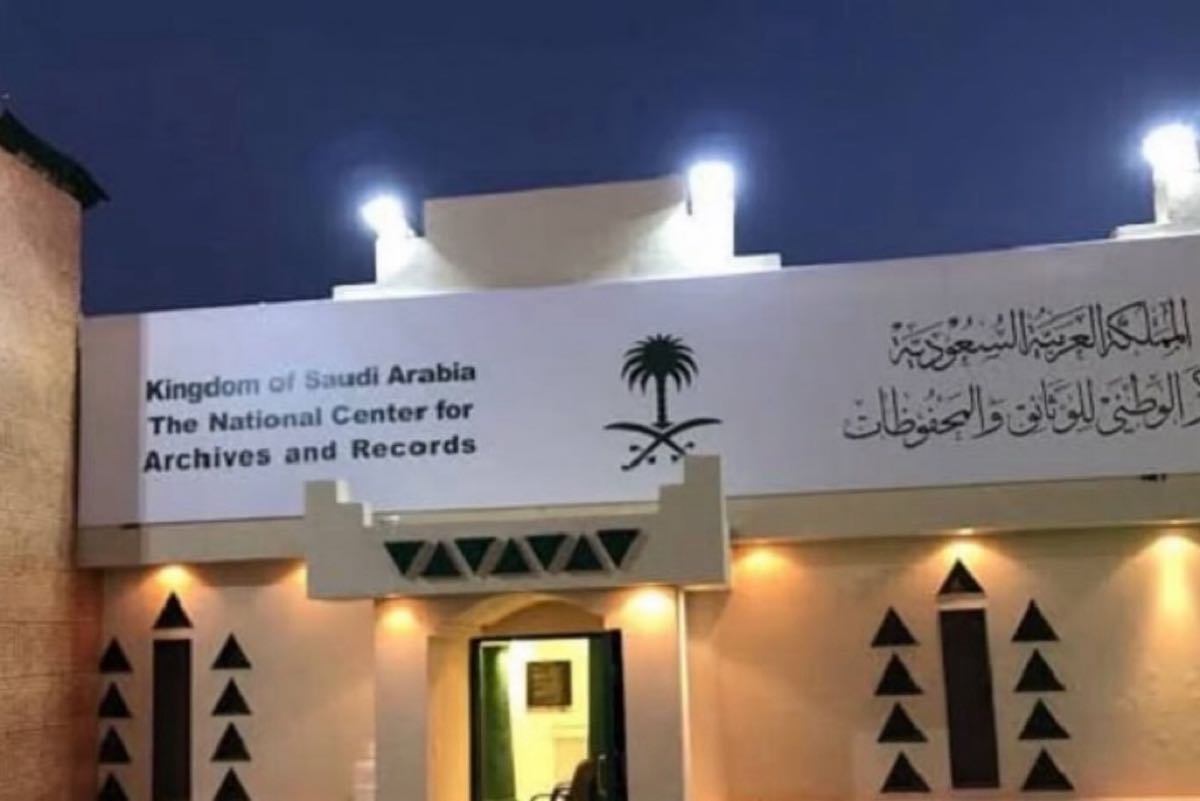 Kingdom of Saudi Arabia
The National Center for
Archives and Records
المملكة العربية السعودية
الوطني للوثائق والمحفوظات